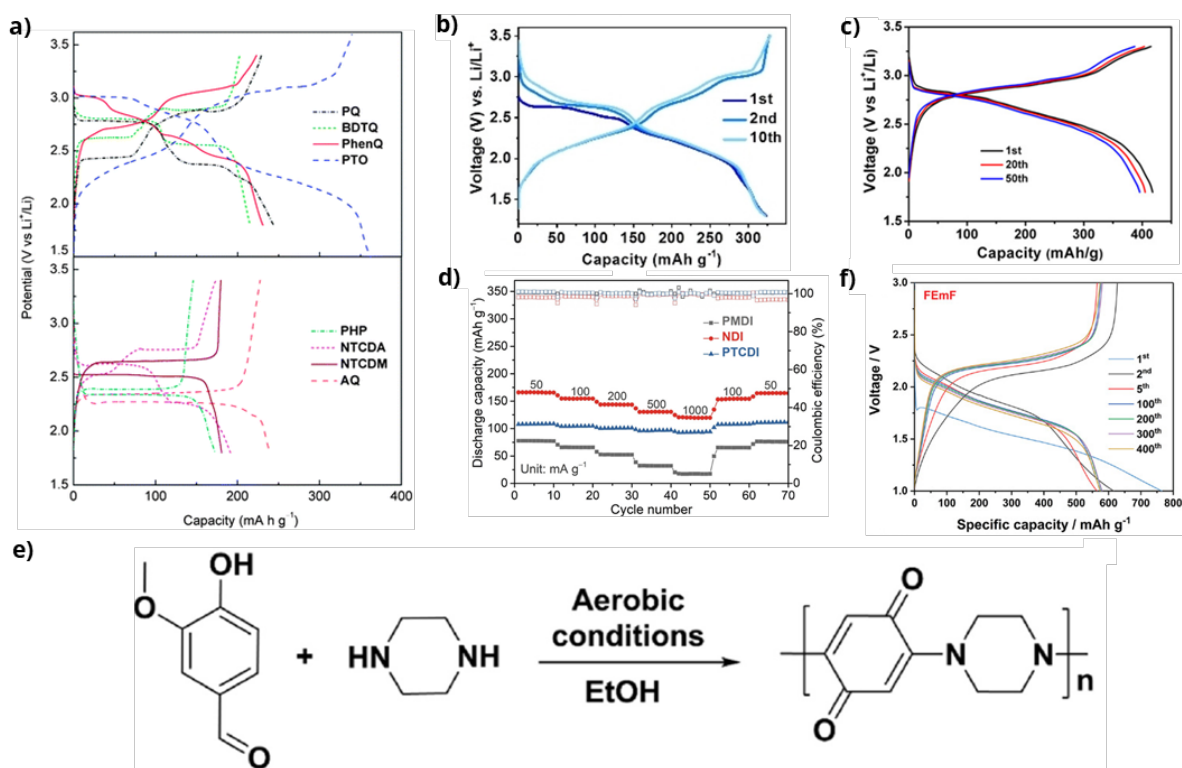 a)
3.5
3.0
2.5
2.0
PQ
BDTQ
PhenQ
PTO
Potential (V vs Li⁺/Li)
3.5
3.0
2.5
2.0
1.5
PHP
NTCDA
NTCDM
AQ
0 100 200 300 400
Capacity (mA h g⁻¹)
b)
Voltage (V) vs. Li/Li⁺
3.5
3.0
2.5
2.0
1.5
1st
2nd
10th
0 50 100 150 200 250 300
Capacity (mAh g⁻¹)
c)
Voltage (V vs Li⁺/Li)
3.5
3.0
2.5
2.0
1.5
1st
20th
50th
0 100 200 300 400
Capacity (mAh/g)
d)
Discharge capacity (mAh g⁻¹)
350
300
250
200
150
100
50
0
PMDI
NDI
PTCDI
50 100 200 500 1000 100 50
Unit: mA g⁻¹
100
80
60
40
20
0
Coulombic efficiency (%)
0 10 20 30 40 50 60 70
Cycle number
f)
FEmF
Voltage / V
3.0
2.5
2.0
1.5
1.0
1st
2nd
5th
100th
200th
300th
400th
0 100 200 300 400 500 600 700 800
Specific capacity / mAh g⁻¹
e)
OH
O
O
+
HN
NH
Aerobic
conditions
EtOH
O
O
N
N
n